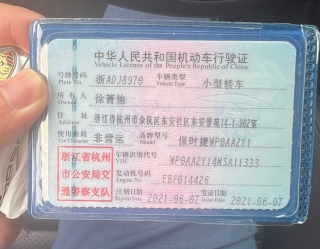 中华人民共和国机动车行驶证
Vehicle License of the People's Republic of China
号牌号码 浙ADJ8970 车辆类型 小型轿车
Plate No. Vehicle Type
所有人
Owner
住址 浙江省杭州市余杭区东安社区东安景苑14-1-902室
Address
使用性质 非营运 品牌型号 保时捷WP0AA2Y1
Use Character Model
浙江省杭州 车辆识别代号 WP0AA2Y14MSA11333
VIN
市公安局交 发动机号码
Engine No.
通警察支队 注册日期 2021-06-07 发证日期 2021-06-07
Register Date Issue Date